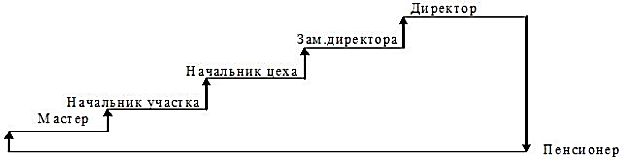 Директор
Зам.директора
Начальник цеха
Начальник участка
Мастер
Пенсионер